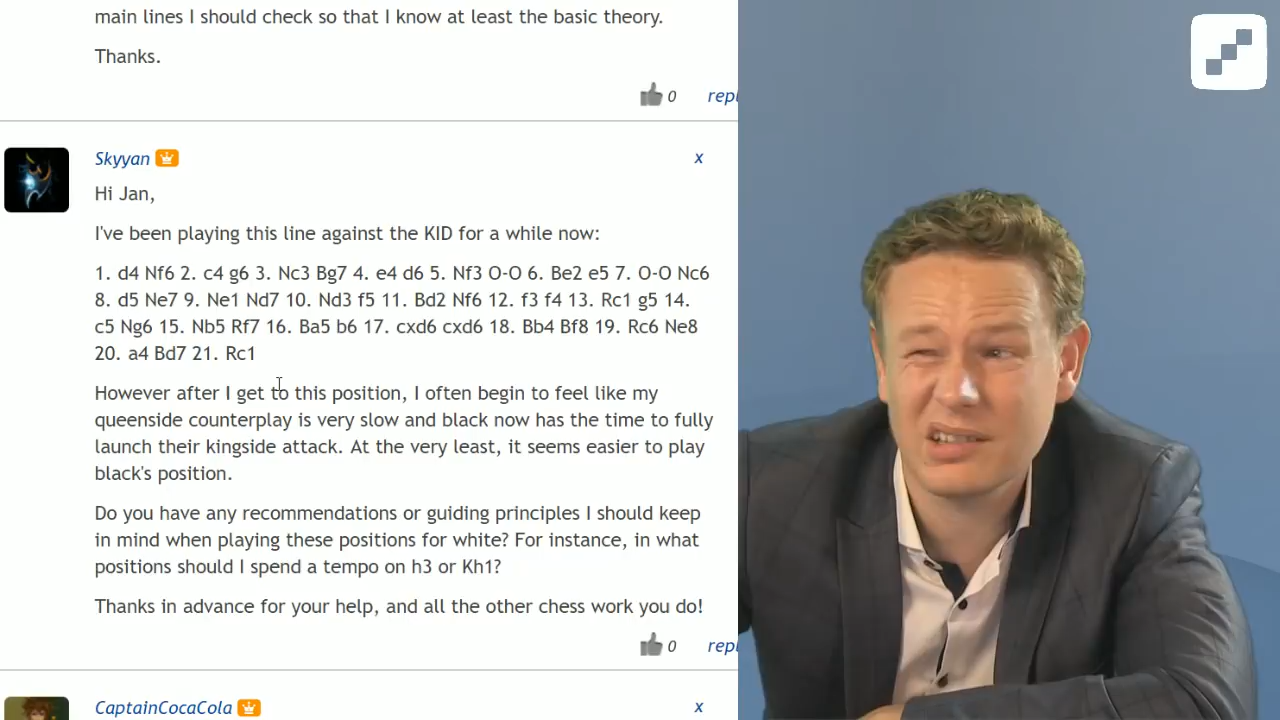 main lines I should check so that I know at least the basic theory.
Thanks.
0
repl
Skyyan
x
Hi Jan,
I've been playing this line against the KID for a while now:
1. d4 Nf6 2. c4 g6 3. Nc3 Bg7 4. e4 d6 5. Nf3 O-O 6. Be2 e5 7. O-O Nc6
8. d5 Ne7 9. Ne1 Nd7 10. Nd3 f5 11. Bd2 Nf6 12. f3 f4 13. Rc1 g5 14.
c5 Ng6 15. Nb5 Rf7 16. Ba5 b6 17. cxd6 cxd6 18. Bb4 Bf8 19. Rc6 Ne8
20. a4 Bd7 21. Rc1
However after I get to this position, I often begin to feel like my
queenside counterplay is very slow and black now has the time to fully
launch their kingside attack. At the very least, it seems easier to play
black's position.
Do you have any recommendations or guiding principles I should keep
in mind when playing these positions for white? For instance, in what
positions should I spend a tempo on h3 or Kh1?
Thanks in advance for your help, and all the other chess work you do!
0
repl
CaptainCocaCola
x